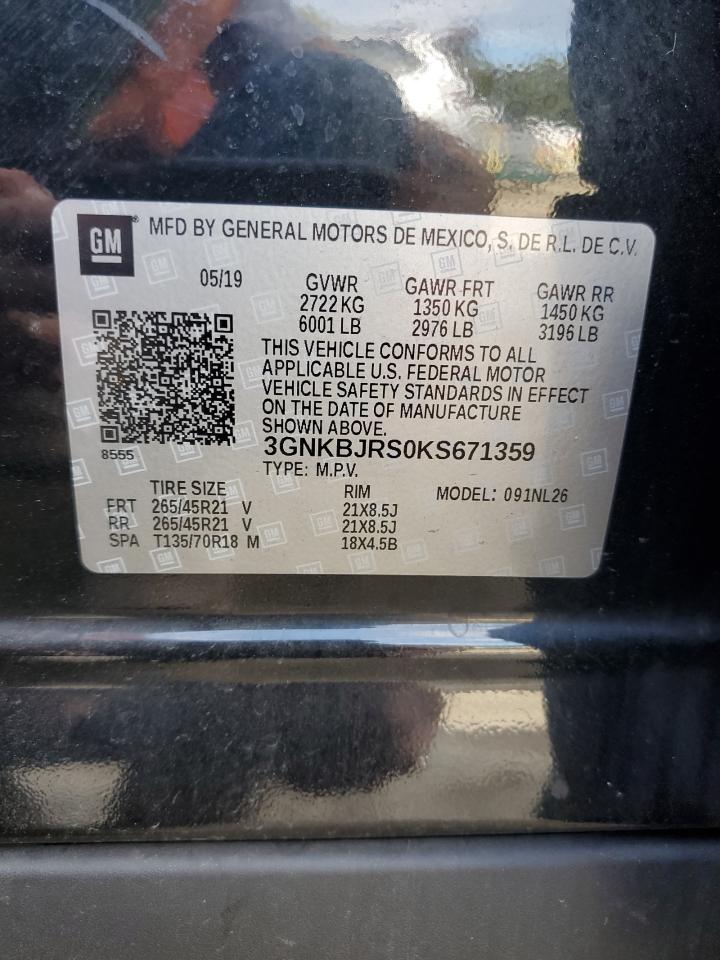 GM ® MFD BY GENERAL MOTORS DE MEXICO, S. DE R.L. DE C.V.
05/19 GVWR GAWR FRT GAWR RR
2722 KG 1350 KG 1450 KG
6001 LB 2976 LB 3196 LB
THIS VEHICLE CONFORMS TO ALL
APPLICABLE U.S. FEDERAL MOTOR
VEHICLE SAFETY STANDARDS IN EFFECT
ON THE DATE OF MANUFACTURE
SHOWN ABOVE.
8555 3GNKBJRS0KS671359
TYPE: M.P.V.
TIRE SIZE RIM MODEL: 091NL26
FRT 265/45R21 V 21X8.5J
RR 265/45R21 V 21X8.5J
SPA T135/70R18 M 18X4.5B